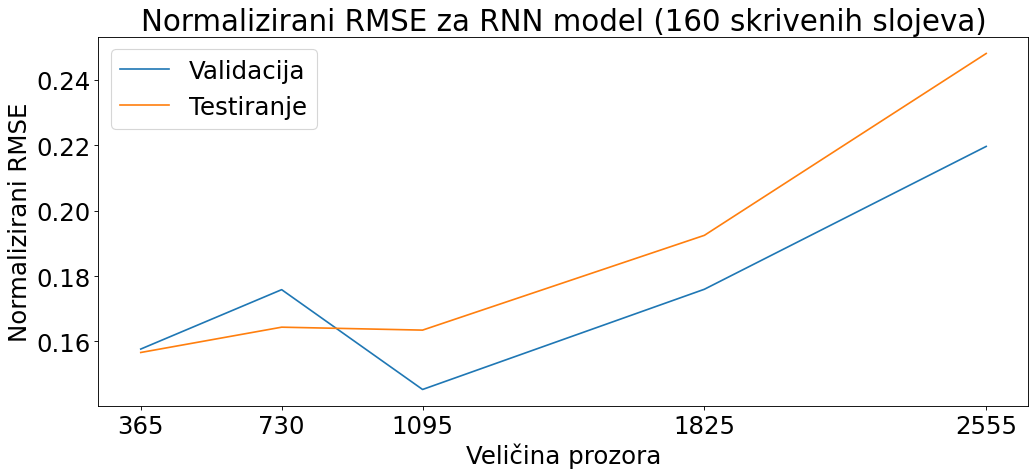 Normalizirani RMSE za RNN model (160 skrivenih slojeva)
Validacija
Testiranje
Normalizirani RMSE
0.24
0.22
0.20
0.18
0.16
365 730 1095 1825 2555
Veličina prozora